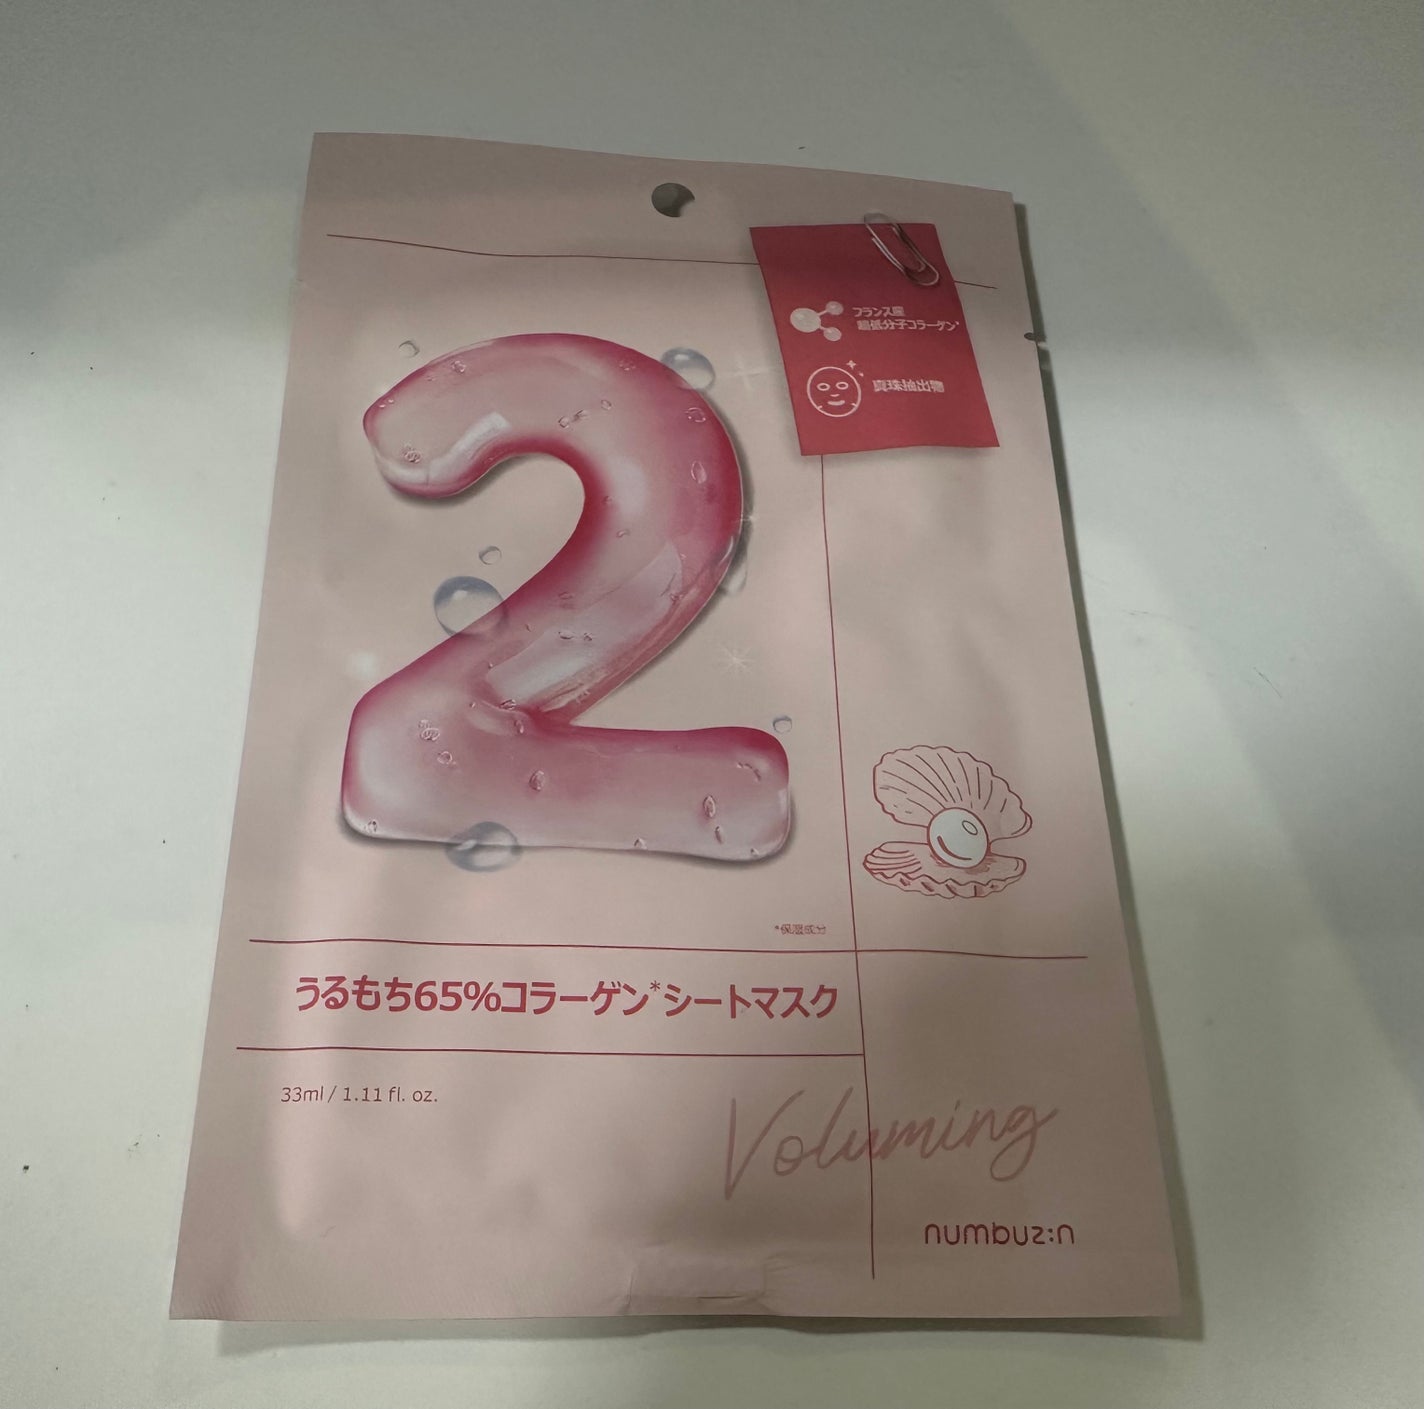 フランス産
超低分子コラーゲン*
真珠抽出物
2
*保湿成分
うるもち65%コラーゲン*シートマスク
33ml / 1.11 fl. oz.
Voluming
numbuz:n